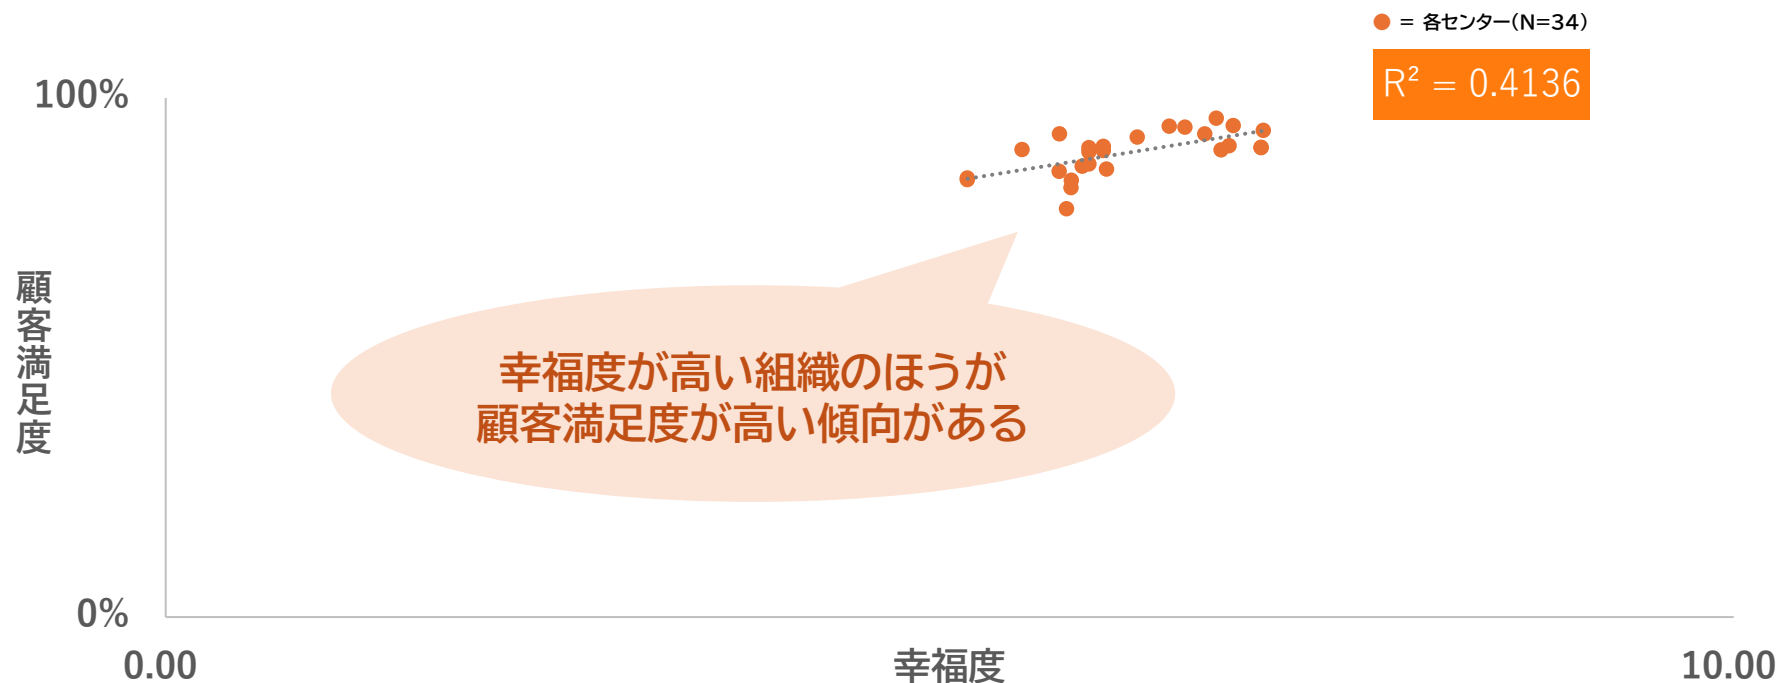 = 各センター(N=34)
R² = 0.4136
100%
顧客満足度
幸福度が高い組織のほうが
顧客満足度が高い傾向がある
0%
0.00
幸福度
10.00